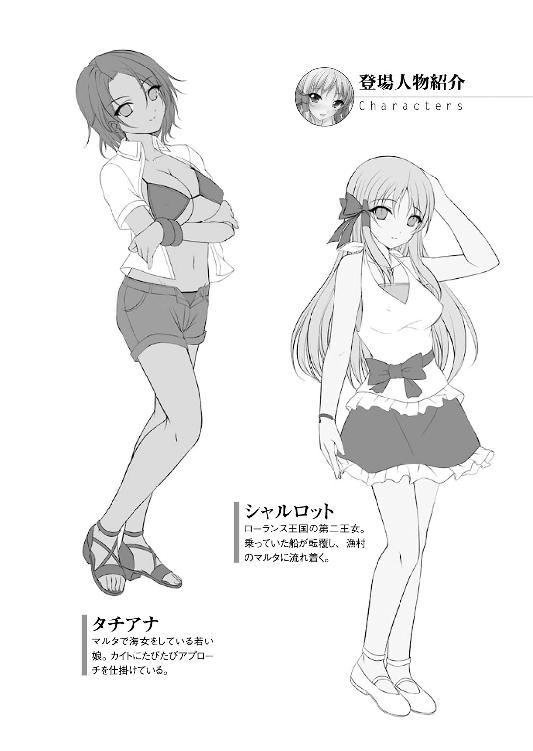 登場人物紹介
Characters
シャルロット
ローランス王国の第二王女。
乗っていた船が転覆し、漁村
のマルタに流れ着く。
タチアナ
マルタで海女をしている若い
娘。カイトにたびたびアプロー
チを仕掛けている。